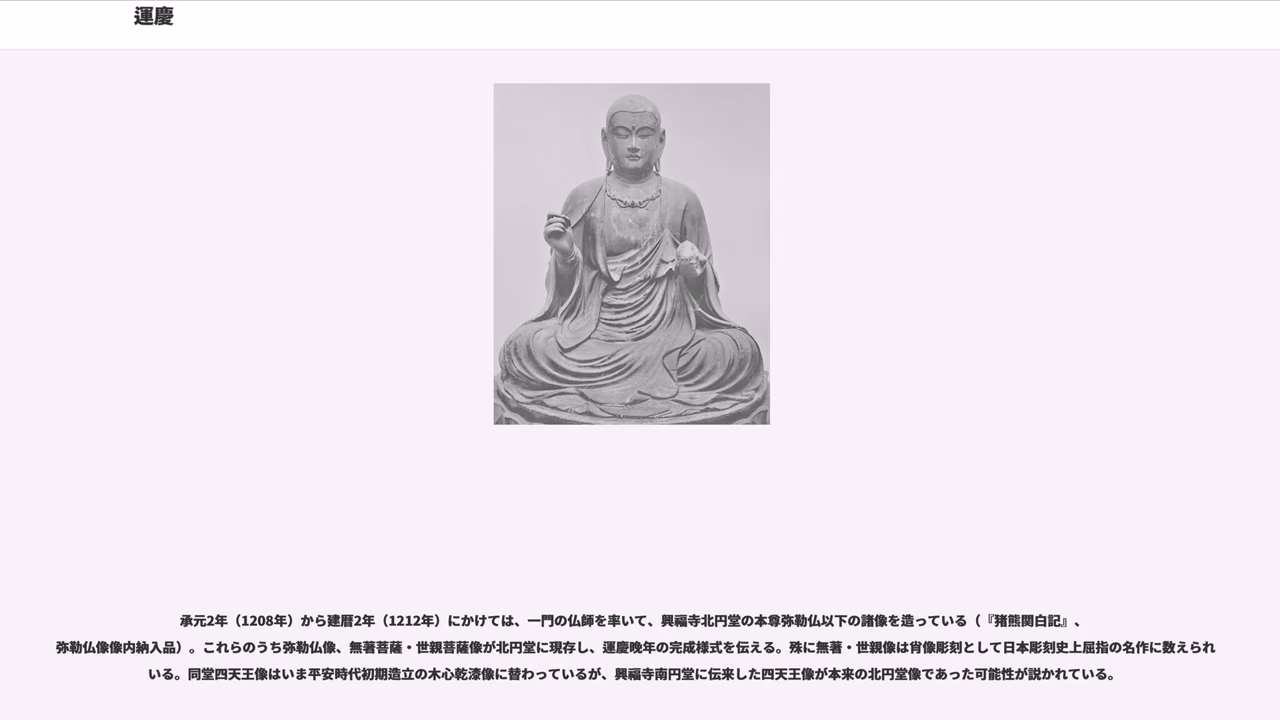 運慶
承元2年（1208年）から建暦2年（1212年）にかけては、一門の仏師を率いて、興福寺北円堂の本尊弥勒仏以下の諸像を造っている（『猪熊関白記』、
弥勒仏像像内納入品）。これらのうち弥勒仏像、無著菩薩・世親菩薩像が北円堂に現存し、運慶晩年の完成様式を伝える。殊に無著・世親像は肖像彫刻として日本彫刻史上屈指の名作に数えられ
いる。同堂四天王像はいま平安時代初期造立の木心乾漆像に替わっているが、興福寺南円堂に伝来した四天王像が本来の北円堂像であった可能性が説かれている。